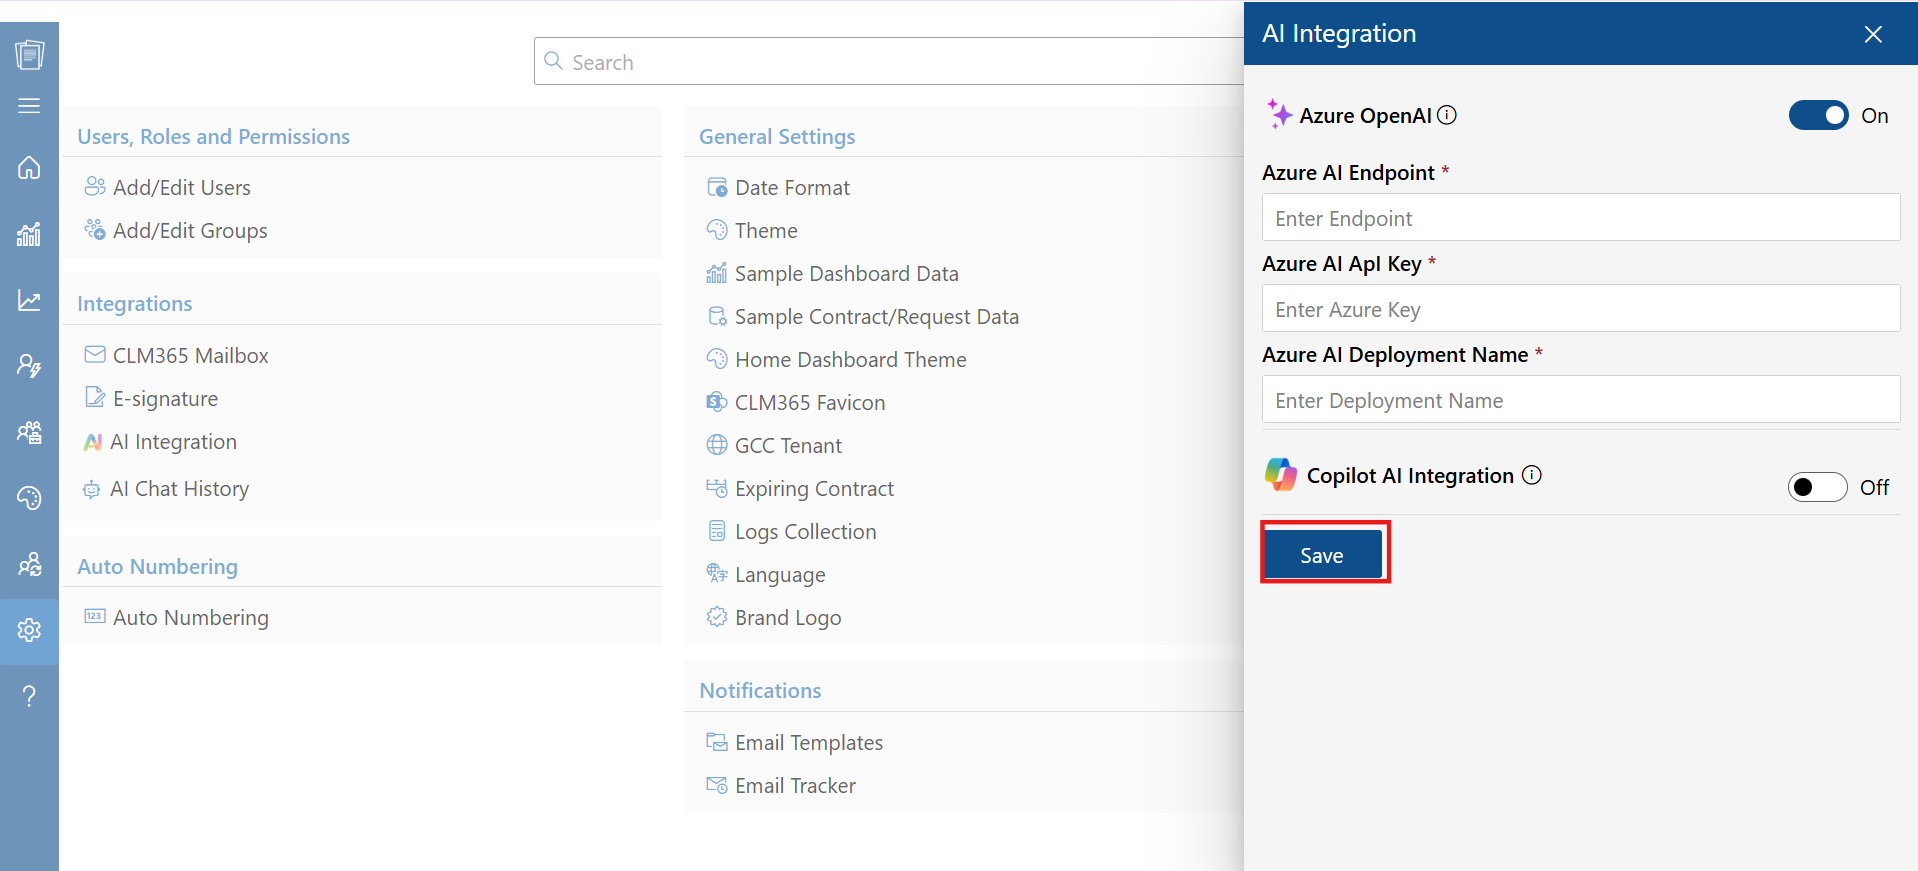 Search
Users, Roles and Permissions
Add/Edit Users
Add/Edit Groups
Integrations
CLM365 Mailbox
E-signature
AI Integration
AI Chat History
Auto Numbering
123 Auto Numbering
General Settings
Date Format
Theme
Sample Dashboard Data
Sample Contract/Request Data
Home Dashboard Theme
CLM365 Favicon
GCC Tenant
Expiring Contract
Logs Collection
Language
Brand Logo
Notifications
Email Templates
Email Tracker
AI Integration
Azure OpenAI
On
Azure AI Endpoint *
Enter Endpoint
Azure AI ApI Key *
Enter Azure Key
Azure AI Deployment Name *
Enter Deployment Name
Copilot AI Integration
Off
Save